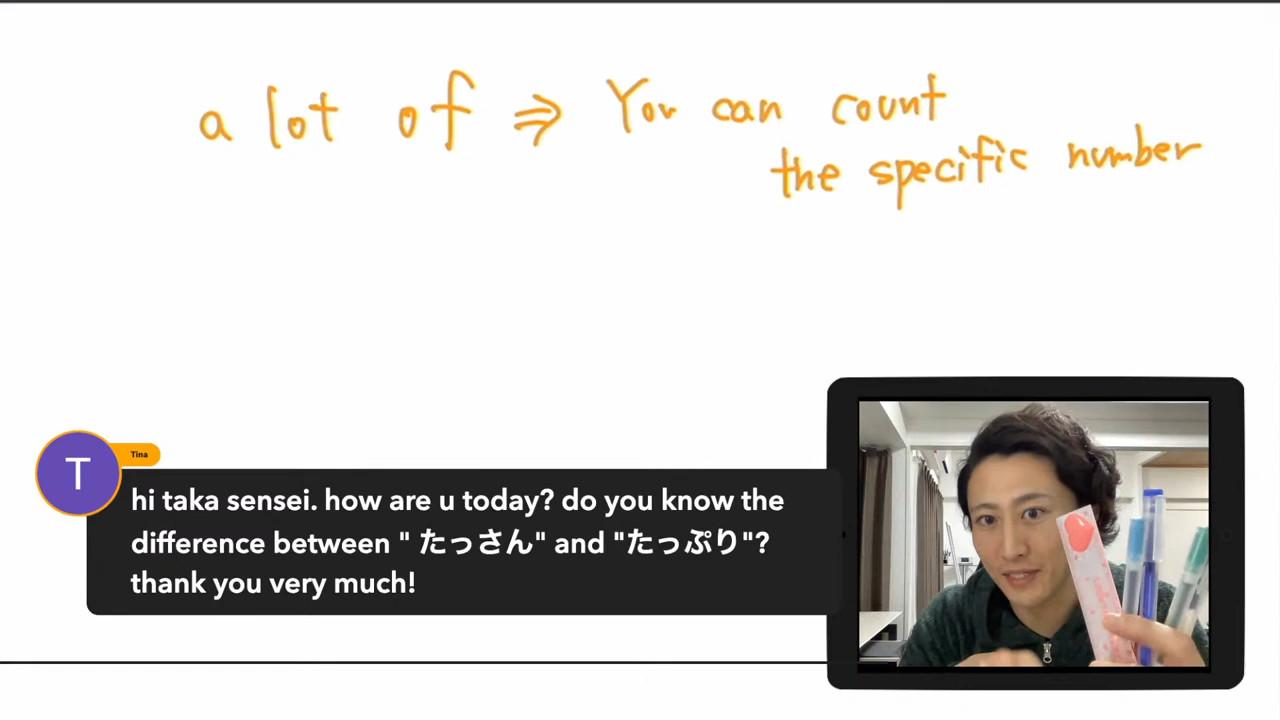 a lot of ⇒ You can count
the specific number
Tina
T
hi taka sensei. how are u today? do you know the
difference between " たっさん" and "たっぷり"?
thank you very much!